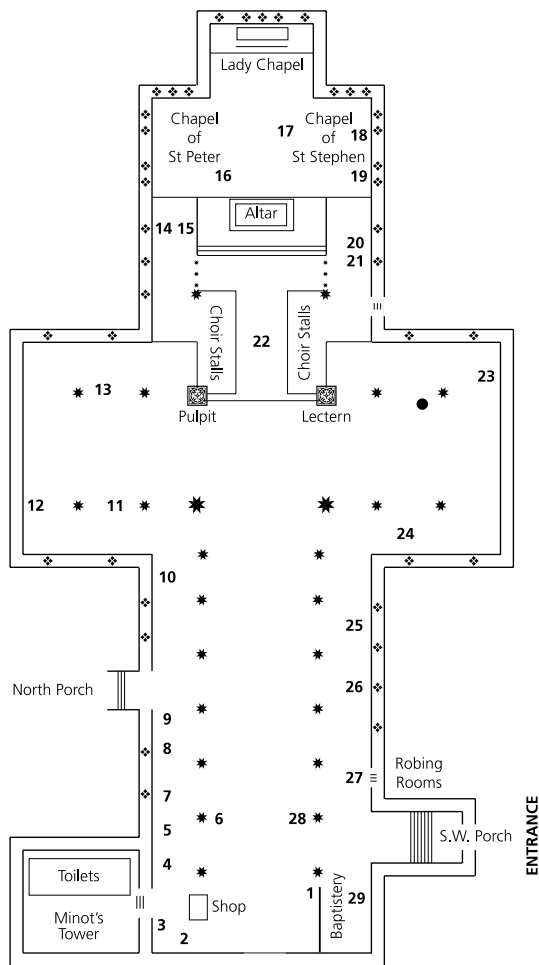 Lady Chapel
Chapel
of
St Peter
17
Chapel
of
St Stephen
18
16
19
Altar
14 15
20
21
Choir Stalls
22
Choir Stalls
13
23
Pulpit
Lectern
12
11
24
10
25
North Porch
26
9
8
27
Robing
Rooms
7
5
6
28
S.W. Porch
ENTRANCE
4
Toilets
1
29
Shop
Baptistery
Minot's
Tower
3
2